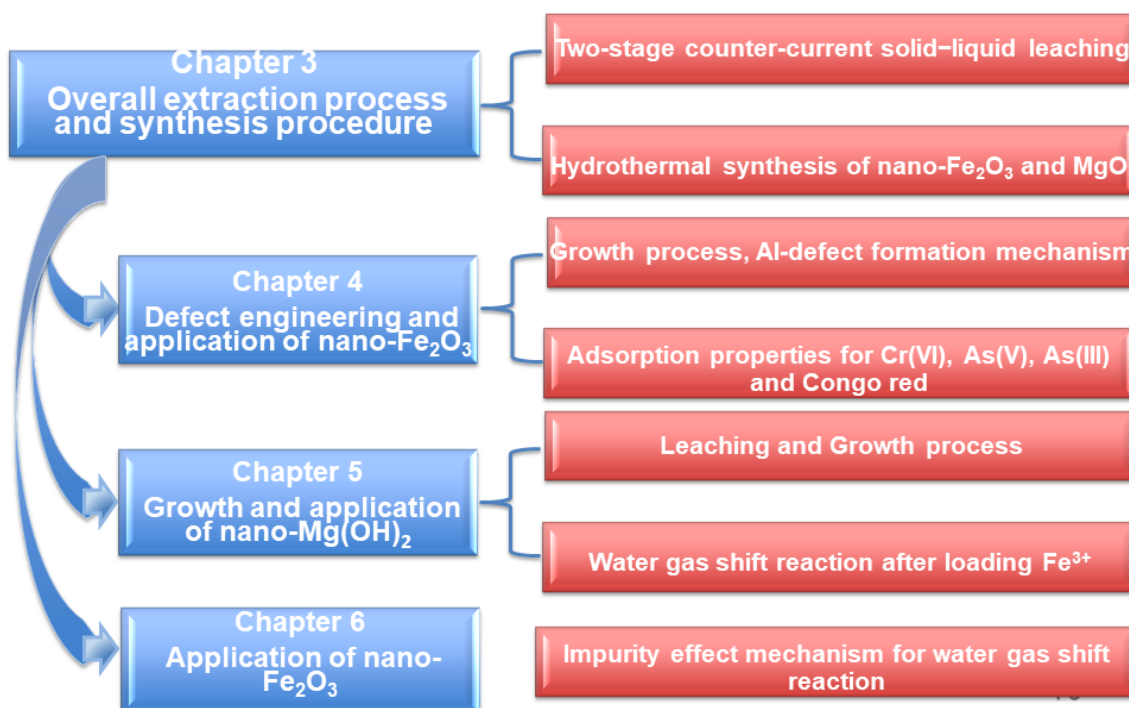 Chapter 3
Overall extraction process
and synthesis procedure
Two-stage counter-current solid−liquid leaching
Hydrothermal synthesis of nano-Fe₂O₃ and MgO
Chapter 4
Defect engineering and
application of nano-Fe₂O₃
Growth process, Al-defect formation mechanism
Adsorption properties for Cr(VI), As(V), As(III)
and Congo red
Chapter 5
Growth and application
of nano-Mg(OH)₂
Leaching and Growth process
Water gas shift reaction after loading Fe³⁺
Chapter 6
Application of nano-
Fe₂O₃
Impurity effect mechanism for water gas shift
reaction